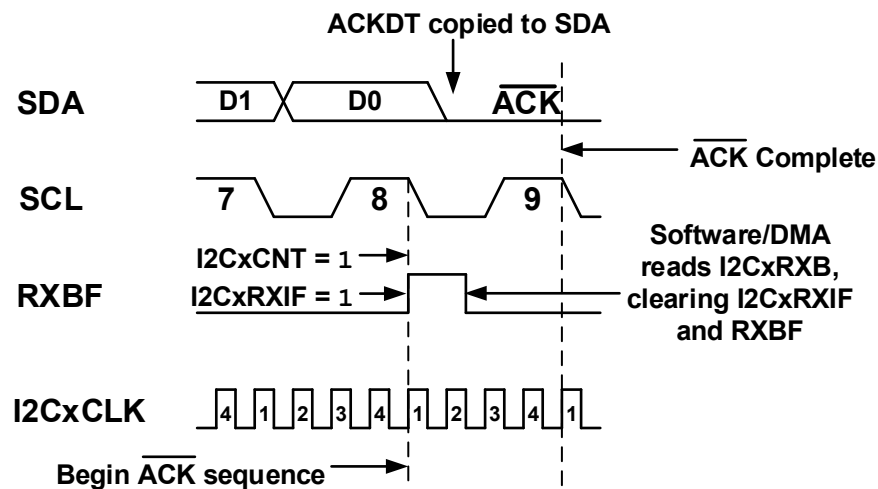 ACKDT copied to SDA
SDA
D1
D0
ACK
ACK Complete
SCL
7
8
9
I2CxCNT = 1
RXBF
I2CxRXIF = 1
Software/DMA
reads I2CxRXB,
clearing I2CxRXIF
and RXBF
I2CxCLK
4 1 2 3 4 1 2 3 4 1
Begin ACK sequence